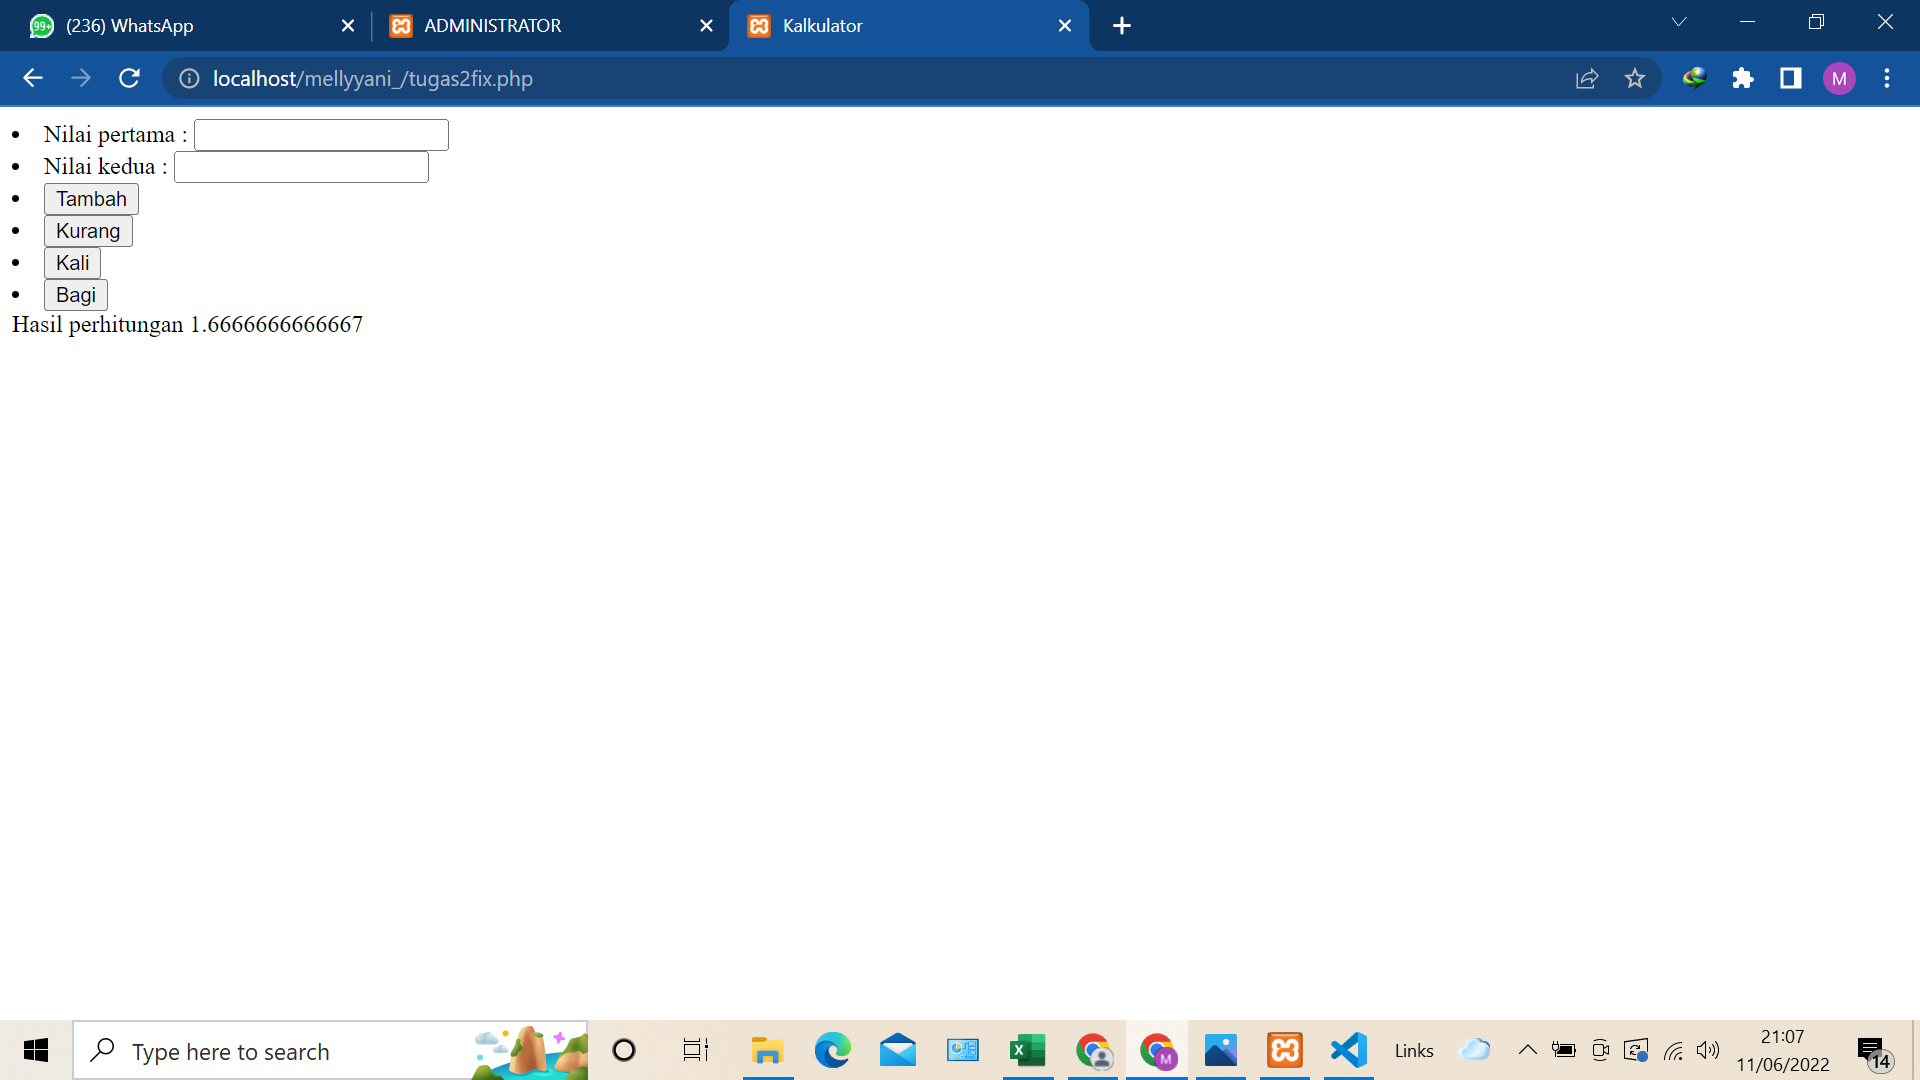 99+ (236) WhatsApp
ADMINISTRATOR
Kalkulator
localhost/mellyyani_/tugas2fix.php
M
Nilai pertama :
Nilai kedua :
Tambah
Kurang
Kali
Bagi
Hasil perhitungan 1.6666666666667
Type here to search
M
Links
21:07
11/06/2022
14